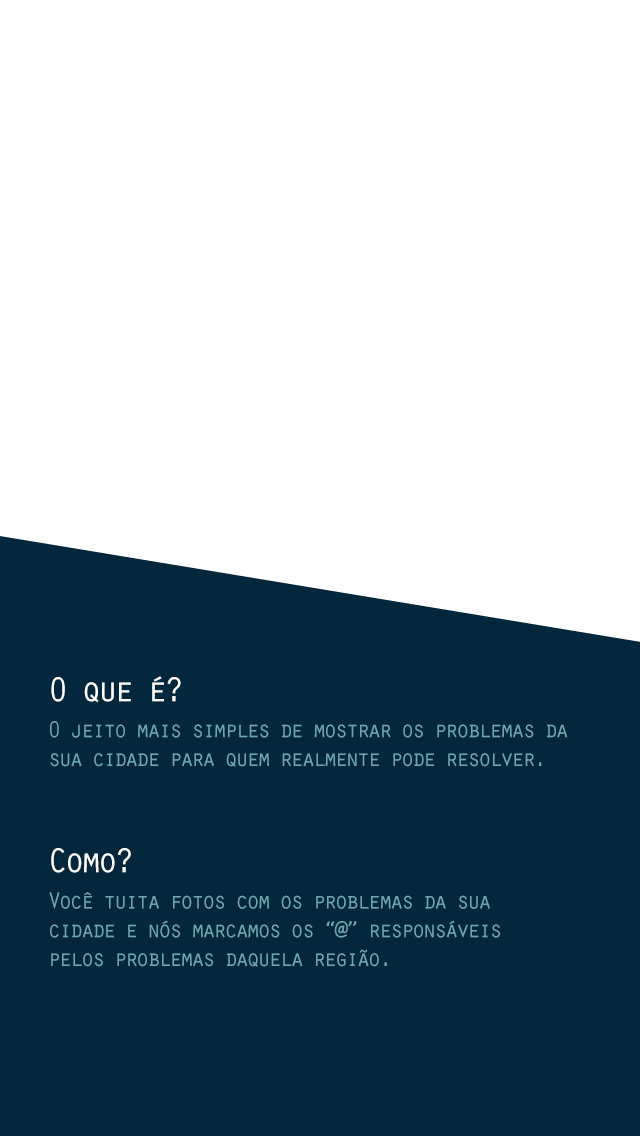 O que é?
O jeito mais simples de mostrar os problemas da
sua cidade para quem realmente pode resolver.
Como?
Você tuita fotos com os problemas da sua
cidade e nós marcamos os “@” responsáveis
pelos problemas daquela região.